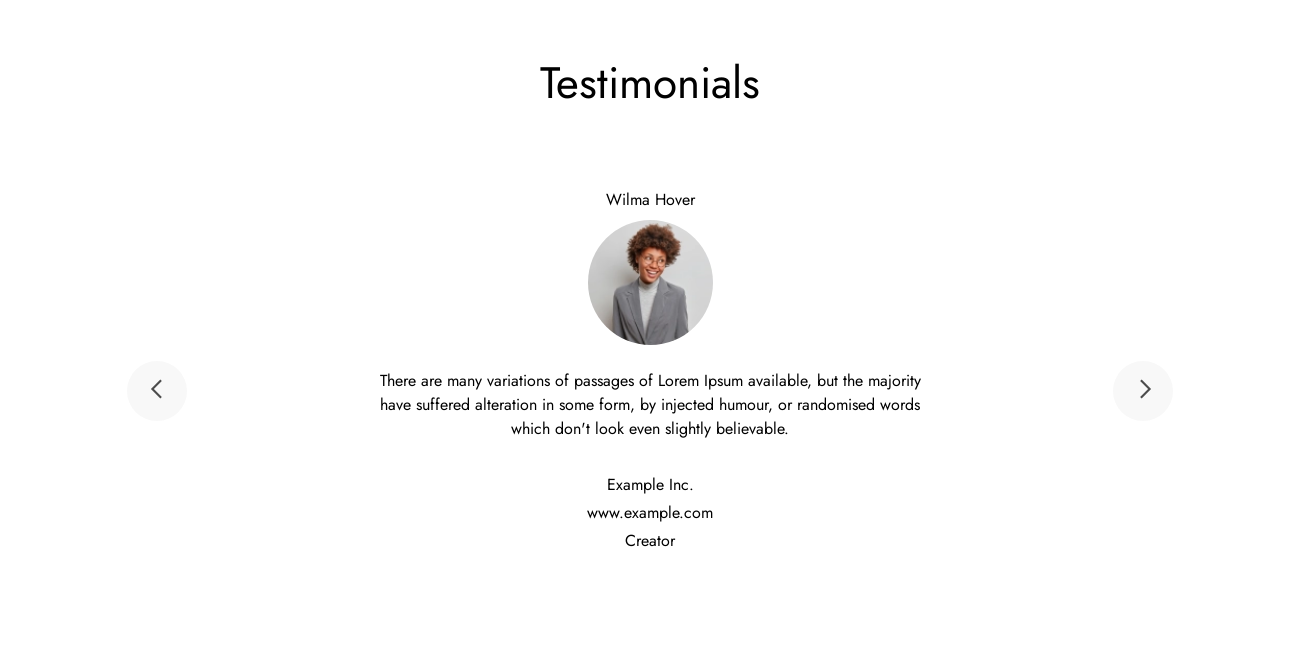 Testimonials
Wilma Hover
There are many variations of passages of Lorem Ipsum available, but the majority
have suffered alteration in some form, by injected humour, or randomised words
which don't look even slightly believable.
Example Inc.
www.example.com
Creator